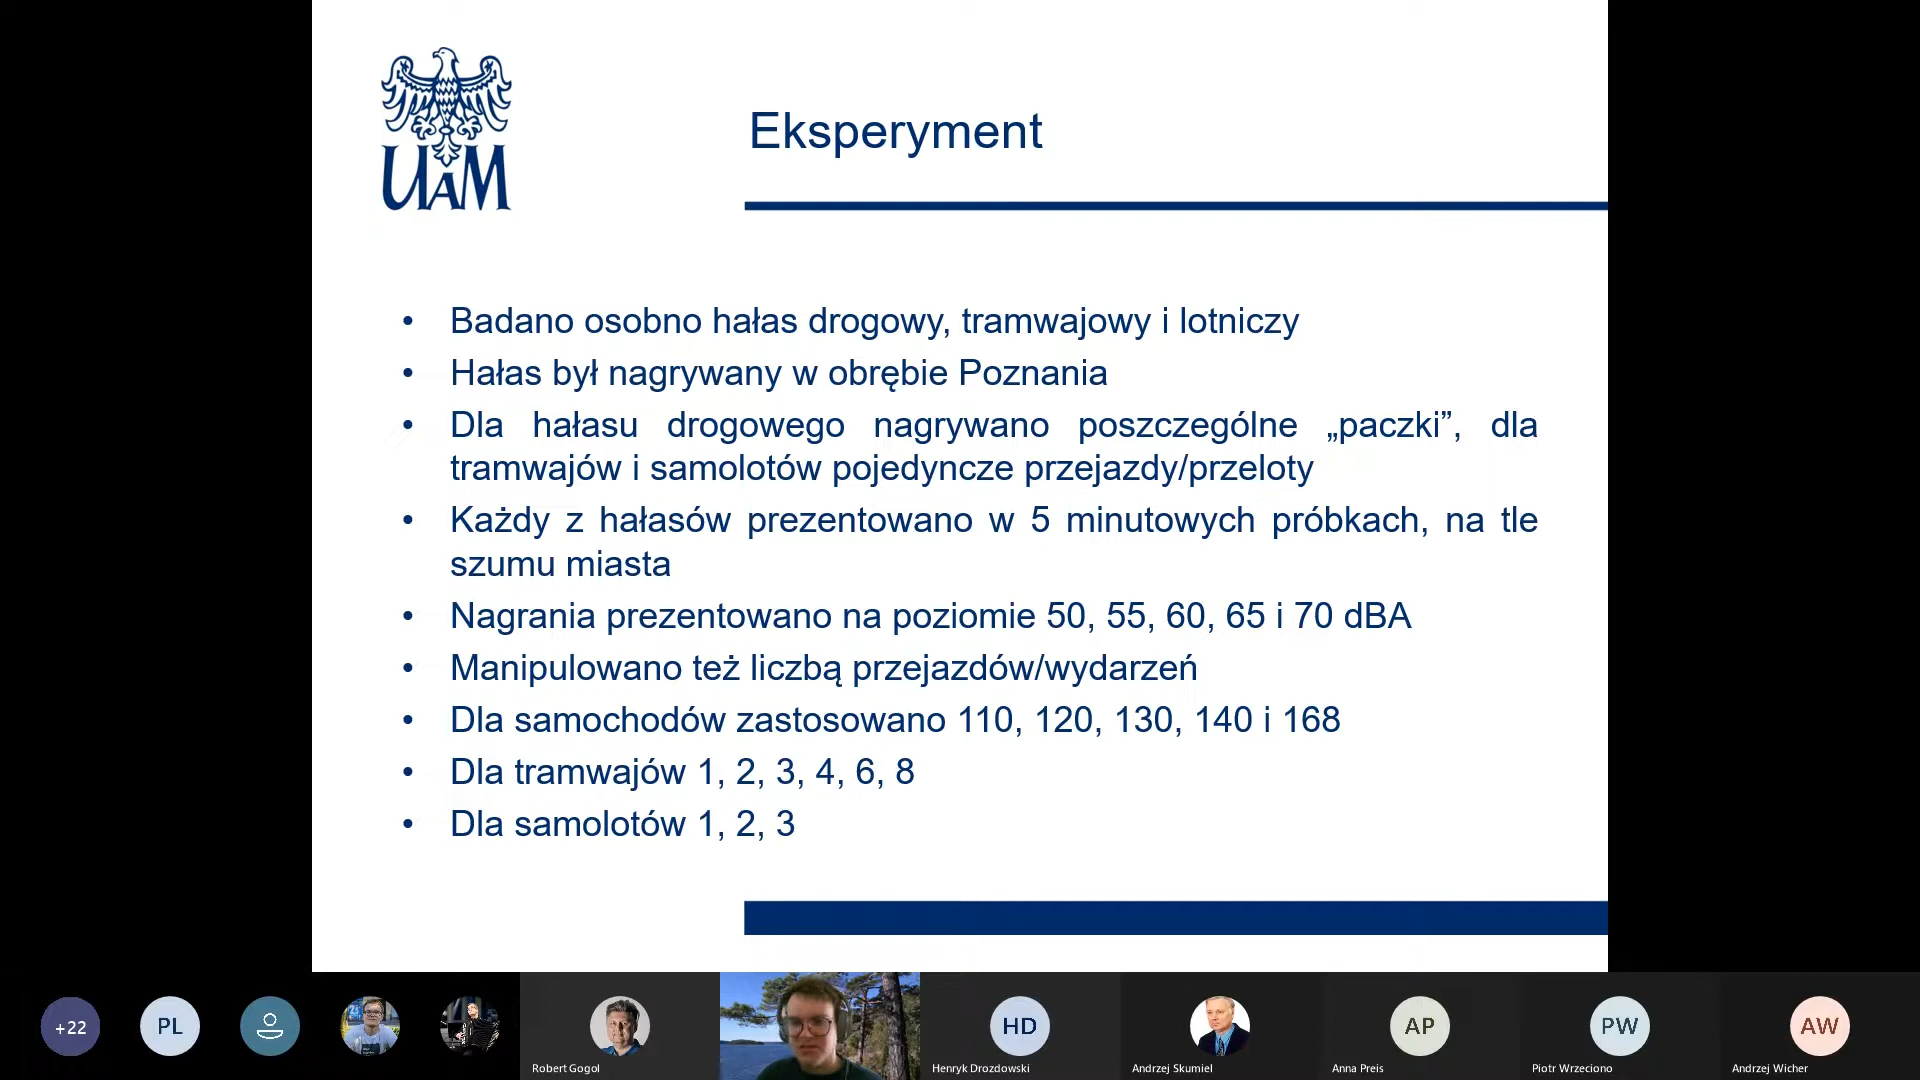 UAM
Eksperyment
• Badano osobno hałas drogowy, tramwajowy i lotniczy
• Hałas był nagrywany w obrębie Poznania
• Dla hałasu drogowego nagrywano poszczególne „paczki”, dla
tramwajów i samolotów pojedyncze przejazdy/przeloty
• Każdy z hałasów prezentowano w 5 minutowych próbkach, na tle
szumu miasta
• Nagrania prezentowano na poziomie 50, 55, 60, 65 i 70 dBA
• Manipulowano też liczbą przejazdów/wydarzeń
• Dla samochodów zastosowano 110, 120, 130, 140 i 168
• Dla tramwajów 1, 2, 3, 4, 6, 8
• Dla samolotów 1, 2, 3
+22
PL
HD
AP
PW
AW
Robert Gogol
Henryk Drozdowski
Andrzej Skumiel
Anna Preis
Piotr Wrzeciono
Andrzej Wicher